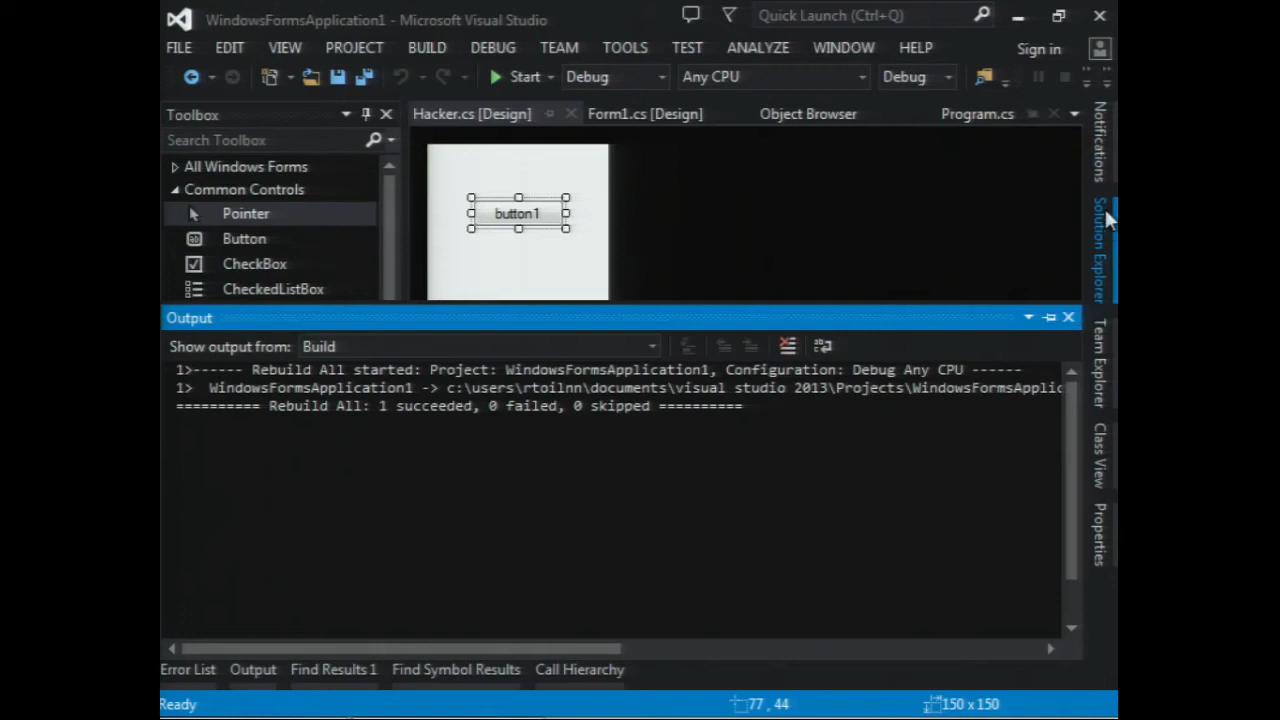 WindowsFormsApplication1 - Microsoft Visual Studio
Quick Launch (Ctrl+Q)
FILE EDIT VIEW PROJECT BUILD DEBUG TEAM TOOLS TEST ANALYZE WINDOW HELP Sign in
Start Debug Any CPU Debug
Toolbox
Hacker.cs [Design] Form1.cs [Design] Object Browser Program.cs
Search Toolbox
All Windows Forms
Common Controls
Pointer
Button
CheckBox
CheckedListBox
button1
Notifications
Solution Explorer
Team Explorer
Class View
Properties
Output
Show output from: Build
1>------ Rebuild All started: Project: WindowsFormsApplication1, Configuration: Debug Any CPU ------
1> WindowsFormsApplication1 -> c:\users\rtoilnn\documents\visual studio 2013\Projects\WindowsFormsApplic
========== Rebuild All: 1 succeeded, 0 failed, 0 skipped ==========
Error List Output Find Results 1 Find Symbol Results Call Hierarchy
Ready 77 , 44 150 x 150